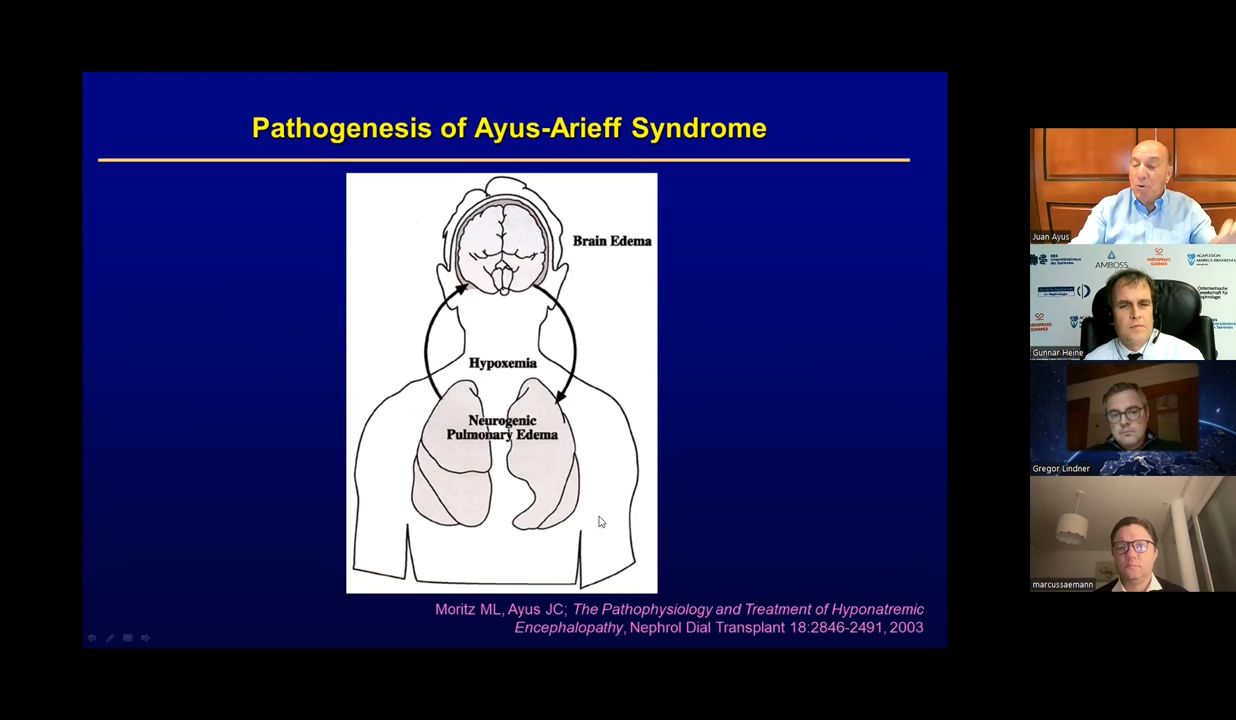 Pathogenesis of Ayus-Arieff Syndrome
Brain Edema
Hypoxemia
Neurogenic
Pulmonary Edema
Moritz ML, Ayus JC; The Pathophysiology and Treatment of Hyponatremic
Encephalopathy, Nephrol Dial Transplant 18:2846-2491, 2003
Juan Ayus
AMBOSS
Gunnar Heine
Gregor Lindner
marcussaemann